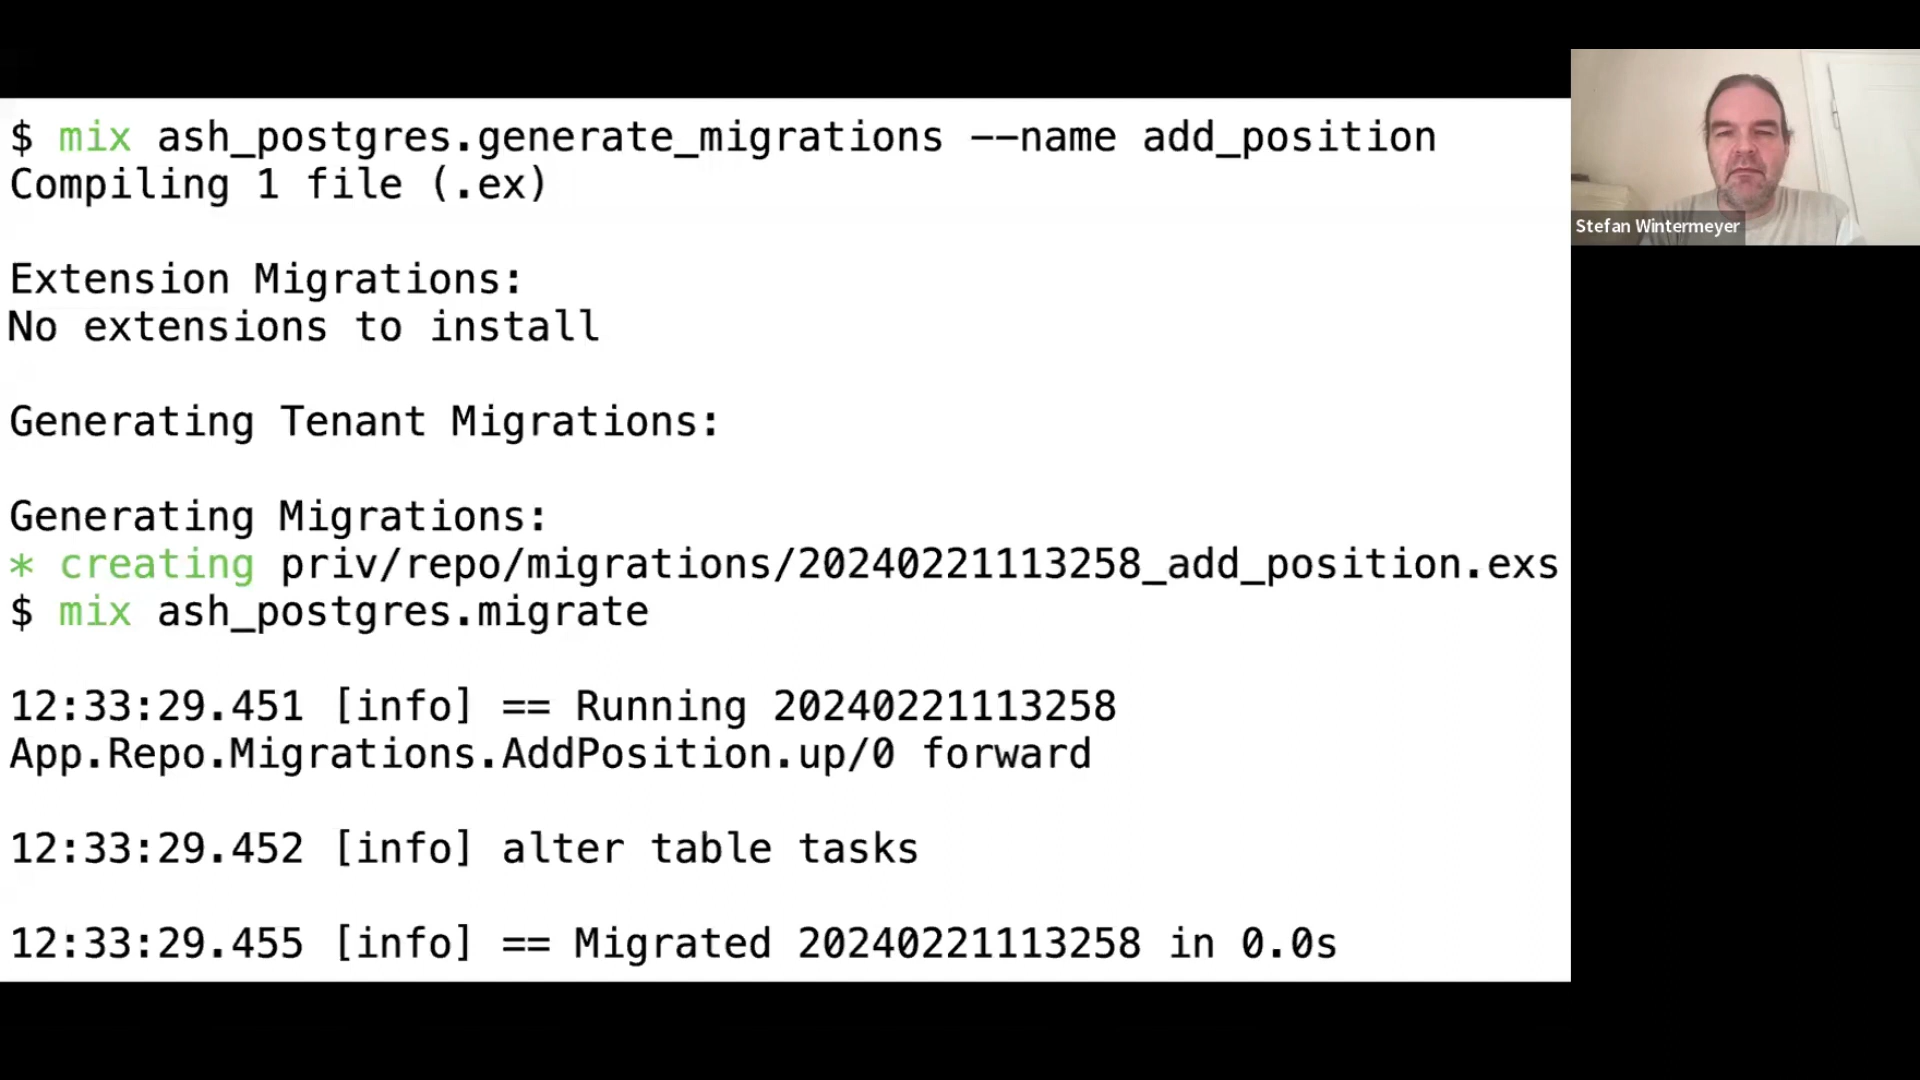 $ mix ash_postgres.generate_migrations --name add_position
Compiling 1 file (.ex)
Extension Migrations:
No extensions to install
Generating Tenant Migrations:
Generating Migrations:
* creating priv/repo/migrations/20240221113258_add_position.exs
$ mix ash_postgres.migrate
12:33:29.451 [info] == Running 20240221113258
App.Repo.Migrations.AddPosition.up/0 forward
12:33:29.452 [info] alter table tasks
12:33:29.455 [info] == Migrated 20240221113258 in 0.0s
Stefan Wintermeyer